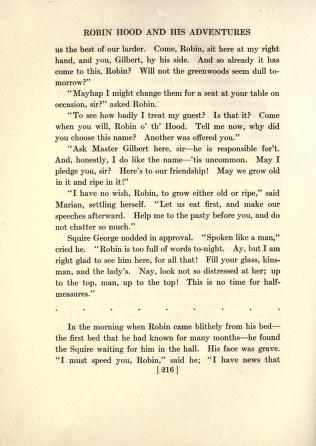 ROBIN HOOD AND HIS ADVENTURES
us the best of our larder. Come, Robin, sit here at my right
hand, and you, Gilbert, by his side. And so already it has
come to this, Robin? Will not the greenwoods seem dull to-
morrow?"
"Mayhap I might change them for a seat at your table on
occasion, sir?" asked Robin.
"To see how badly I treat my guest? Is that it? Come
when you will, Robin o' th' Hood. Tell me now, why did
you choose this name? Another was offered you."
"Ask Master Gilbert here, sir—he is responsible for't.
And, honestly, I do like the name—'tis uncommon. May I
pledge you, sir? Here's to our friendship! May we grow old
in it and ripe in it!"
"I have no wish, Robin, to grow either old or ripe," said
Marian, settling herself. "Let us eat first, and make our
speeches afterward. Help me to the pasty before you, and do
not chatter so much."
Squire George nodded in approval. "Spoken like a man,"
cried he. "Robin is too full of words to-night. Ay, but I am
right glad to see him here, for all that! Fill your glass, kins-
man, and the lady's. Nay, look not so distressed at her; up
to the top, man, up to the top! This is no time for half-
measures."
. . . . . . . .
In the morning when Robin came blithely from his bed—
the first bed that he had known for many months—he found
the Squire waiting for him in the hall. His face was grave.
"I must speed you, Robin," said he; "I have news that
[216]